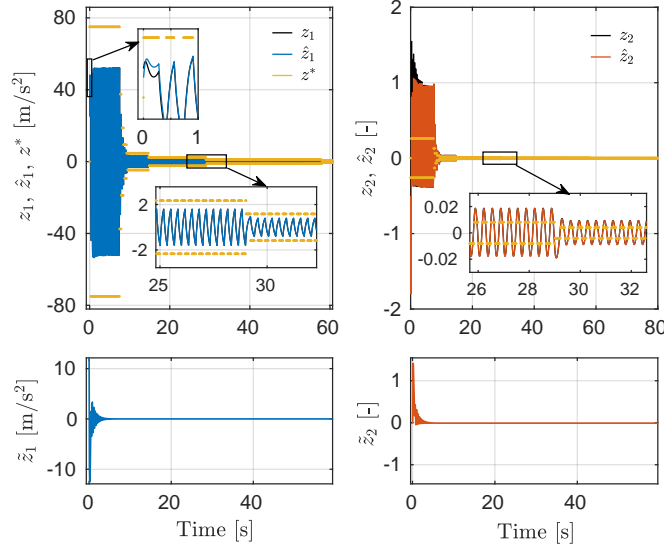 80
40
0
-40
-80
z₁, ẑ₁, z* [m/s²]
z₁
ẑ₁
z*
0 1
2
-2
25 30
0 20 40 60
2
1
0
-1
-2
z₂, ẑ₂ [-]
z₂
ẑ₂
0.02
0
-0.02
26 28 30 32
0 20 40 60 80
10
0
-10
z̃₁ [m/s²]
0 20 40
Time [s]
1
0
-1
z̃₂ [-]
0 20 40
Time [s]